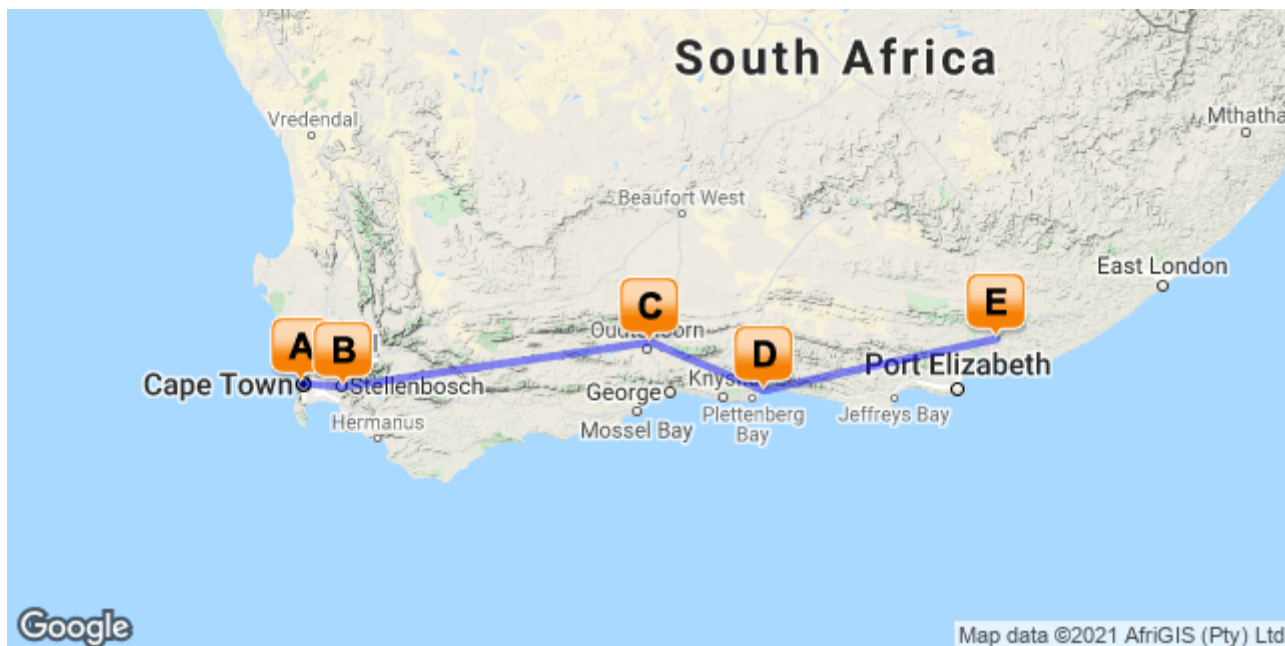 South Africa
Vredendal
Mthatha
Beaufort West
East London
E
C
Oudtshoorn
A
B
D
Cape Town
Stellenbosch
Port Elizabeth
George
Hermanus
Plettenberg
Bay
Jeffreys Bay
Mossel Bay
Google
Map data ©2021 AfriGIS (Pty) Ltd